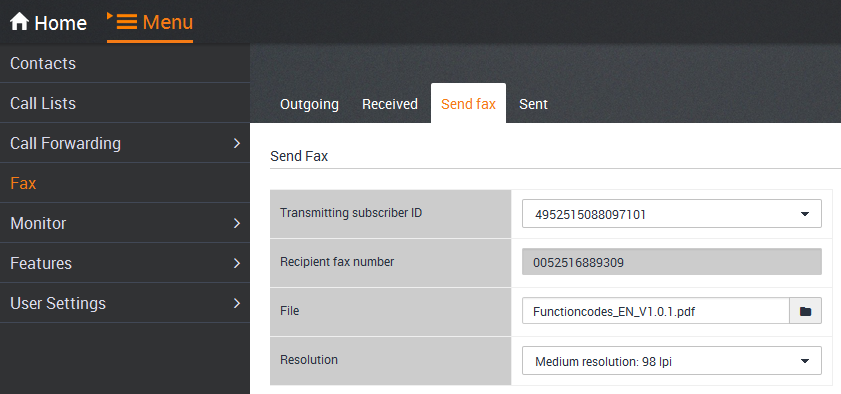 Home Menu
Contacts
Call Lists
Call Forwarding
Fax
Monitor
Features
User Settings
Outgoing Received Send fax Sent
Send Fax
Transmitting subscriber ID 4952515088097101
Recipient fax number 0052516889309
File Functioncodes_EN_V1.0.1.pdf
Resolution Medium resolution: 98 lpi